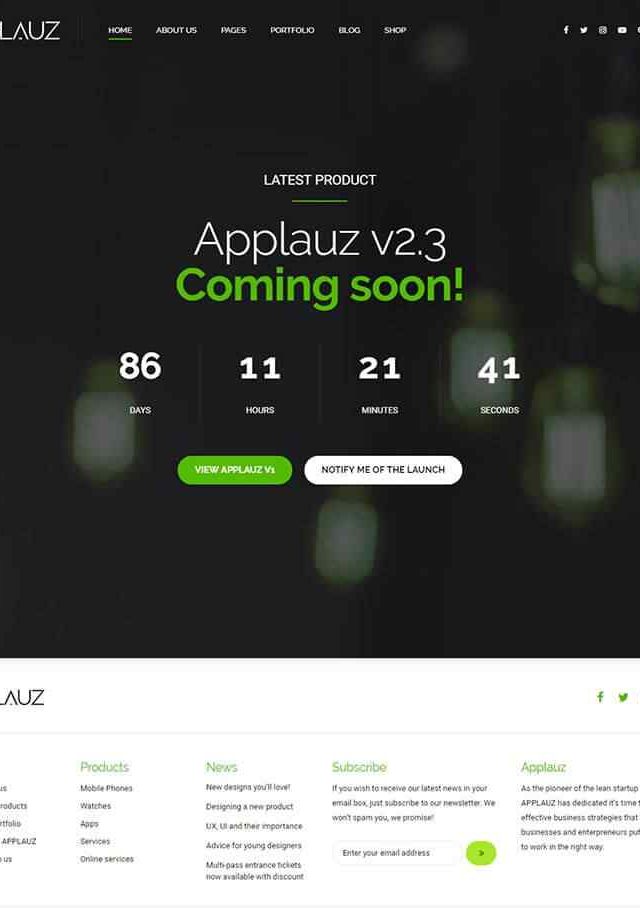 LAUZ
HOME ABOUT US PAGES PORTFOLIO BLOG SHOP
LATEST PRODUCT
Applauz v2.3
Coming soon!
86 11 21 41
DAYS HOURS MINUTES SECONDS
VIEW APPLAUZ V1 NOTIFY ME OF THE LAUNCH
LAUZ
Products
Mobile Phones
Watches
Apps
Services
Online services
us
roducts
rtfolio
APPLAUZ
o us
News
New designs you'll love!
Designing a new product
UX, UI and their importance
Advice for young designers
Multi-pass entrance tickets
now available with discount
Subscribe
If you wish to receive our latest news in your
email box, just subscribe to our newsletter. We
won't spam you, we promise!
Enter your email address »
Applauz
As the pioneer of the lean startup
APPLAUZ has dedicated it's time
effective business strategies that
businesses and enterpreneurs put
to work in the right way.